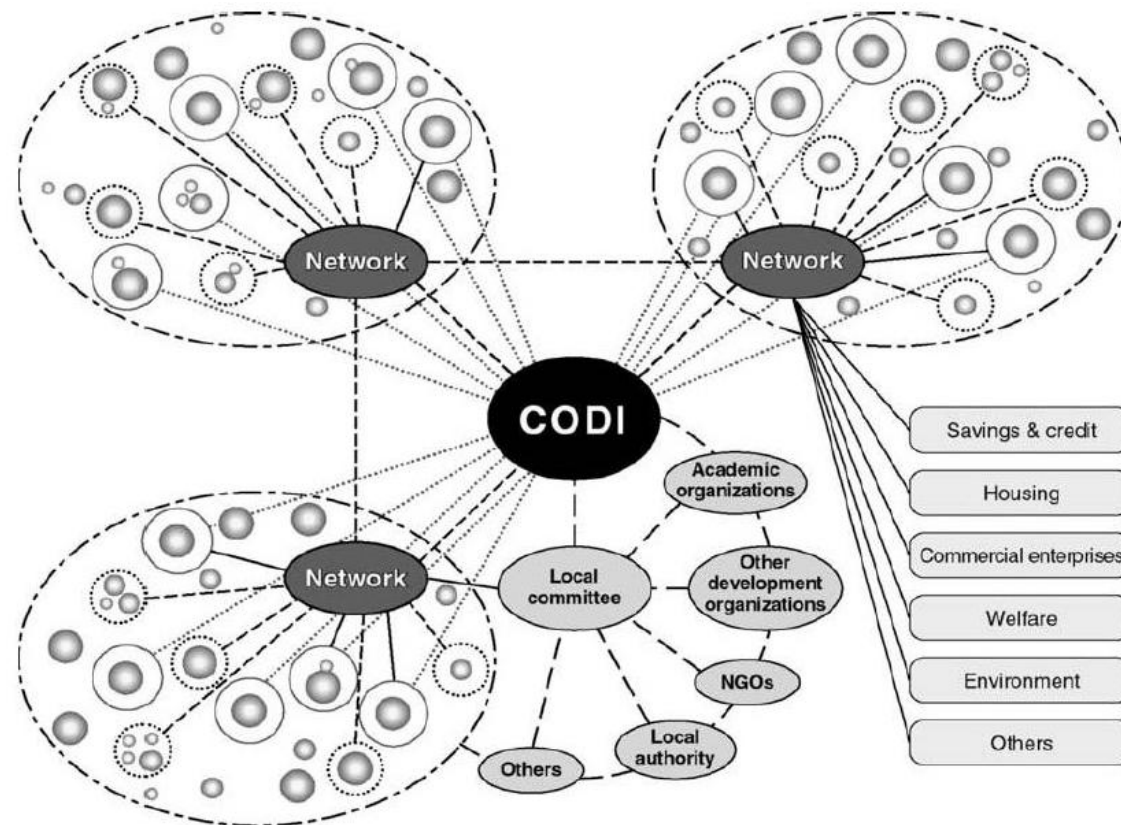 Network
Network
CODI
Savings & credit
Academic
organizations
Housing
Commercial enterprises
Network
Local
committee
Other
development
organizations
Welfare
NGOs
Environment
Local
authority
Others
Others